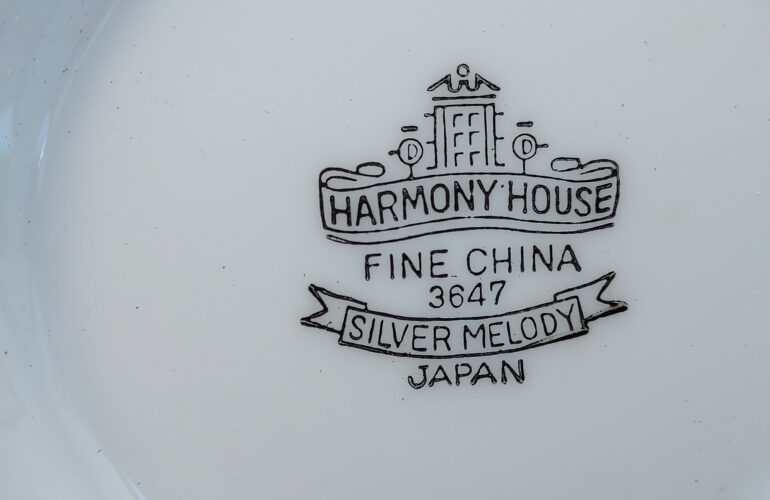 D D
HARMONY HOUSE
FINE CHINA
3647
SILVER MELODY
JAPAN